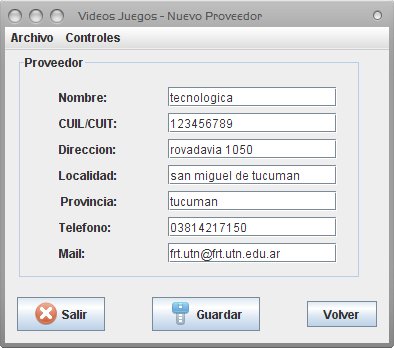 Videos Juegos - Nuevo Proveedor
Archivo Controles
Proveedor
Nombre: tecnologica
CUIL/CUIT: 123456789
Direccion: rovadavia 1050
Localidad: san miguel de tucuman
Provincia: tucuman
Telefono: 03814217150
Mail: frt.utn@frt.utn.edu.ar
Salir Guardar Volver